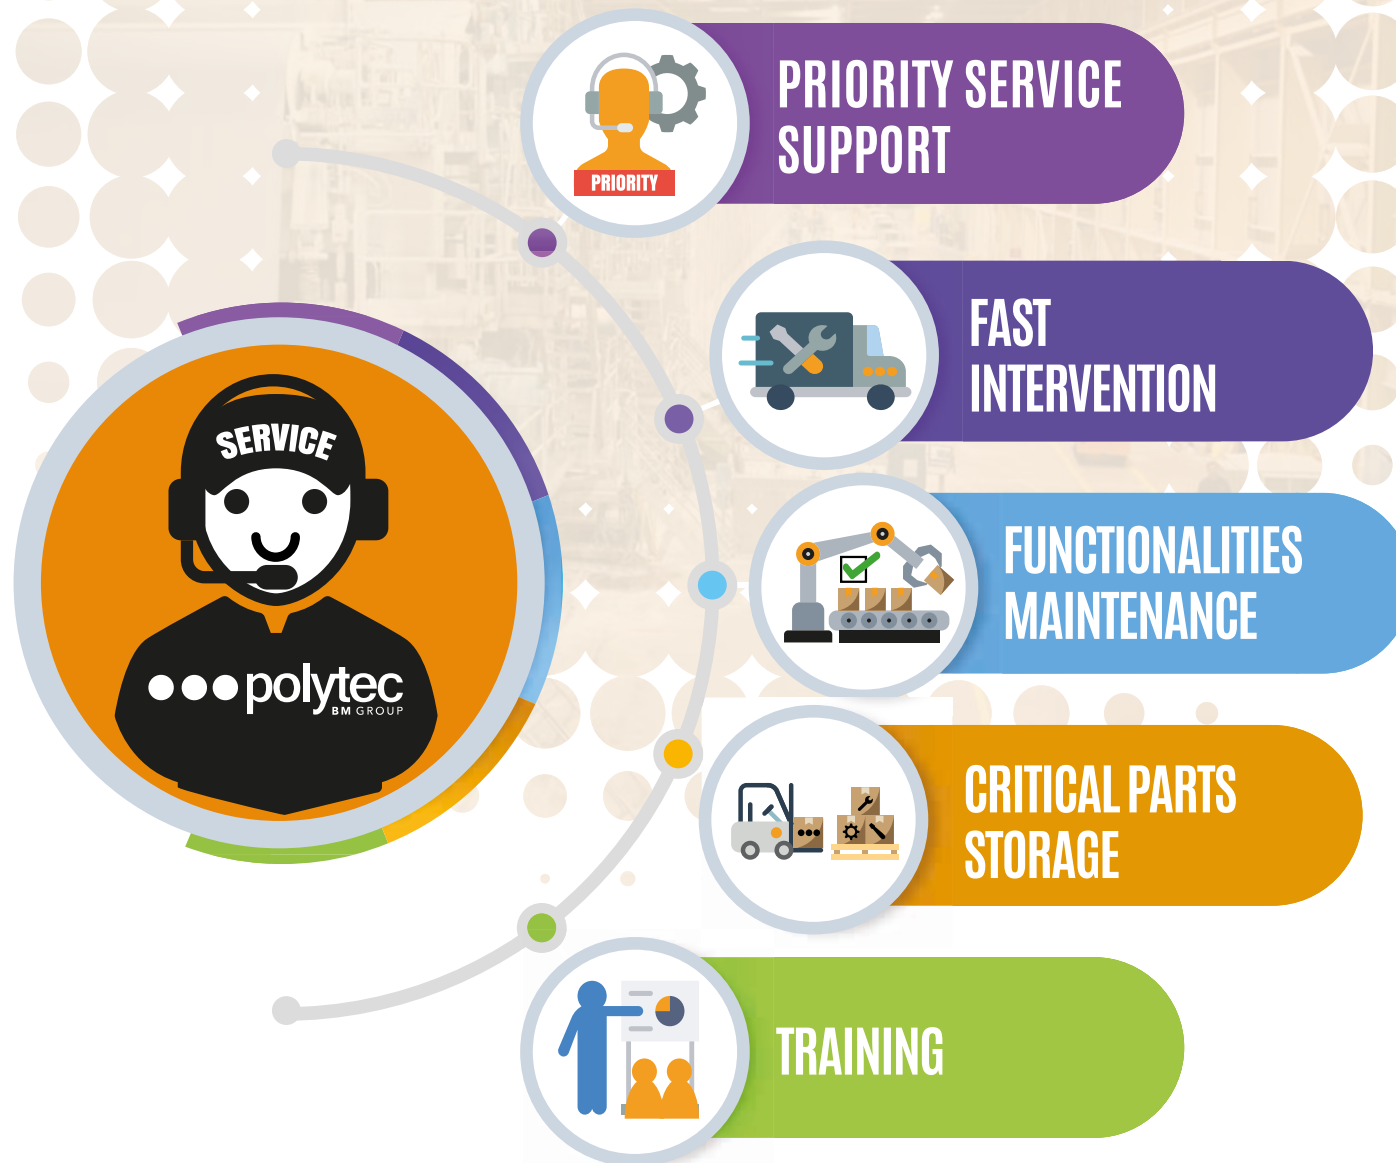 PRIORITY SERVICE
SUPPORT
PRIORITY
FAST
INTERVENTION
SERVICE
FUNCTIONALITIES
MAINTENANCE
polytec
BM GROUP
CRITICAL PARTS
STORAGE
TRAINING